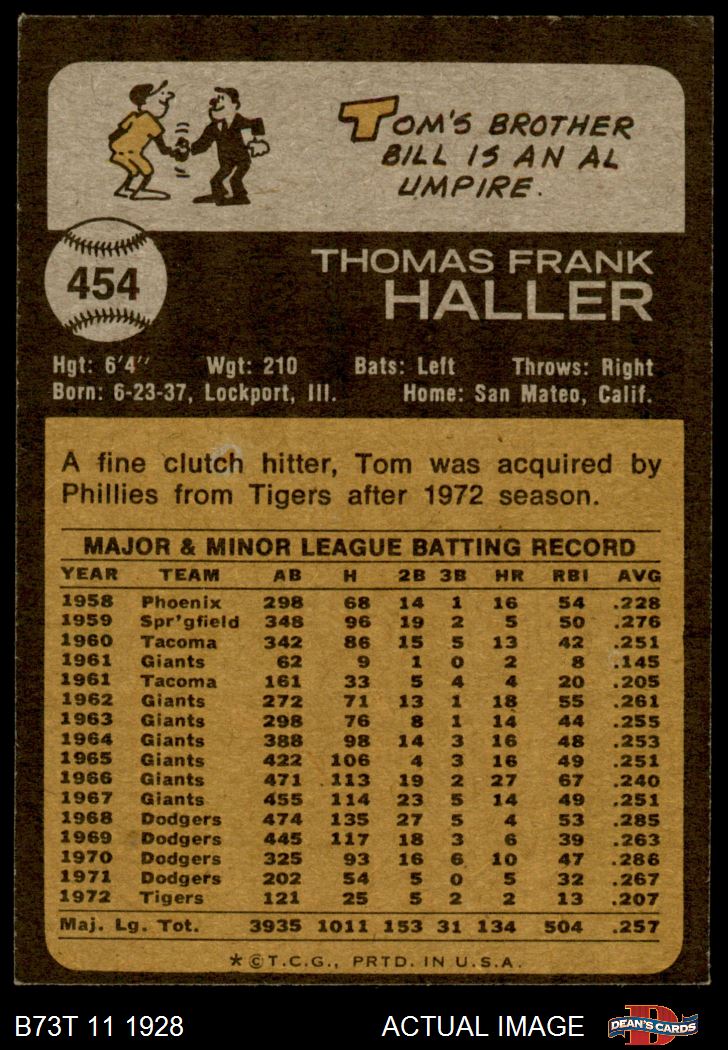 TOM'S BROTHER
BILL IS AN AL
UMPIRE.
454
THOMAS FRANK
HALLER
Hgt: 6'4" Wgt: 210 Bats: Left Throws: Right
Born: 6-23-37, Lockport, Ill. Home: San Mateo, Calif.
A fine clutch hitter, Tom was acquired by
Phillies from Tigers after 1972 season.
MAJOR & MINOR LEAGUE BATTING RECORD
YEAR TEAM AB H 2B 3B HR RBI AVG
1958 Phoenix 298 68 14 1 16 54 .228
1959 Spr'gfield 348 96 19 2 5 50 .276
1960 Tacoma 342 86 15 5 13 42 .251
1961 Giants 62 9 1 0 2 8 .145
1961 Tacoma 161 33 5 4 4 20 .205
1962 Giants 272 71 13 1 18 55 .261
1963 Giants 298 76 8 1 14 44 .255
1964 Giants 388 98 14 3 16 48 .253
1965 Giants 422 106 4 3 16 49 .251
1966 Giants 471 113 19 2 27 67 .240
1967 Giants 455 114 23 5 14 49 .251
1968 Dodgers 474 135 27 5 4 53 .285
1969 Dodgers 445 117 18 3 6 39 .263
1970 Dodgers 325 93 16 6 10 47 .286
1971 Dodgers 202 54 5 0 5 32 .267
1972 Tigers 121 25 5 2 2 13 .207
Maj. Lg. Tot. 3935 1011 153 31 134 504 .257
*©T.C.G., PRTD. IN U.S.A.
B73T 11 1928 ACTUAL IMAGE D DEAN'S CARDS